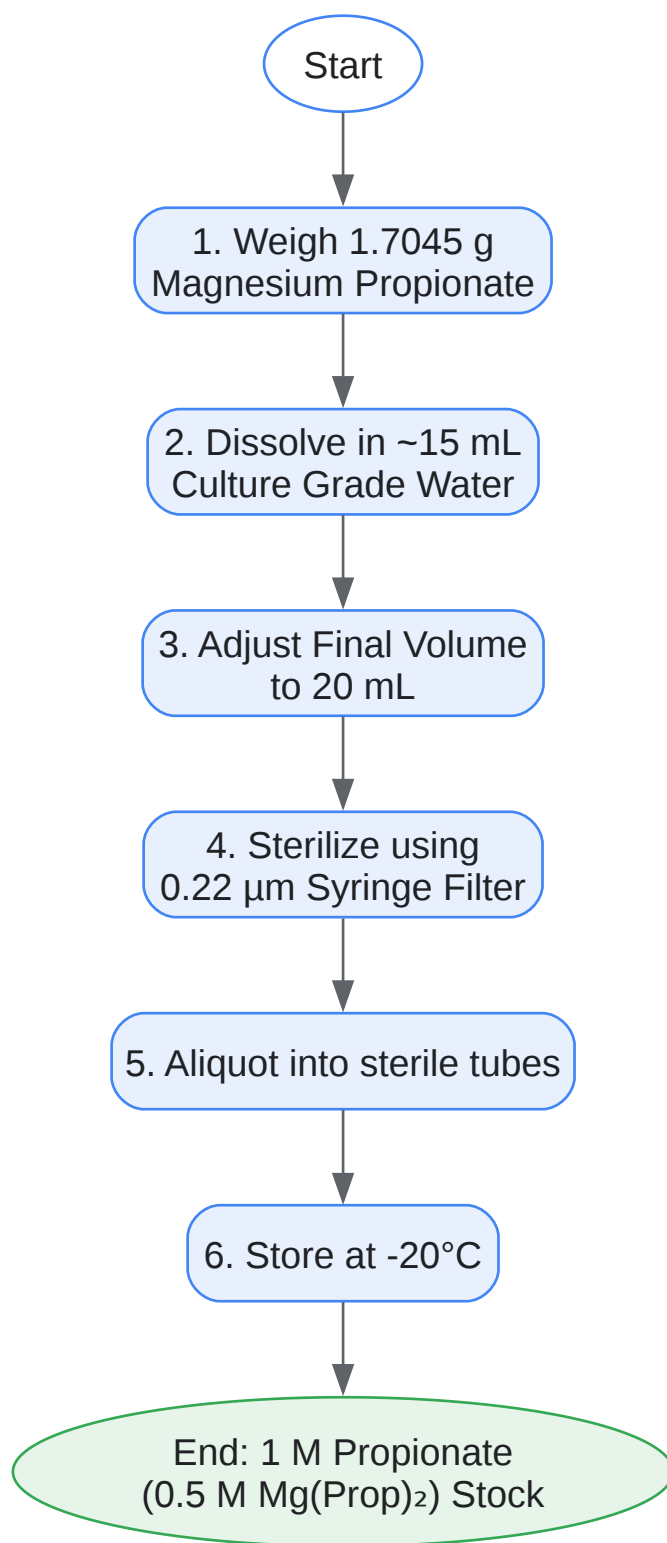 Start
1. Weigh 1.7045 g
Magnesium Propionate
2. Dissolve in ~15 mL
Culture Grade Water
3. Adjust Final Volume
to 20 mL
4. Sterilize using
0.22 µm Syringe Filter
5. Aliquot into sterile tubes
6. Store at -20°C
End: 1 M Propionate
(0.5 M Mg(Prop)₂) Stock